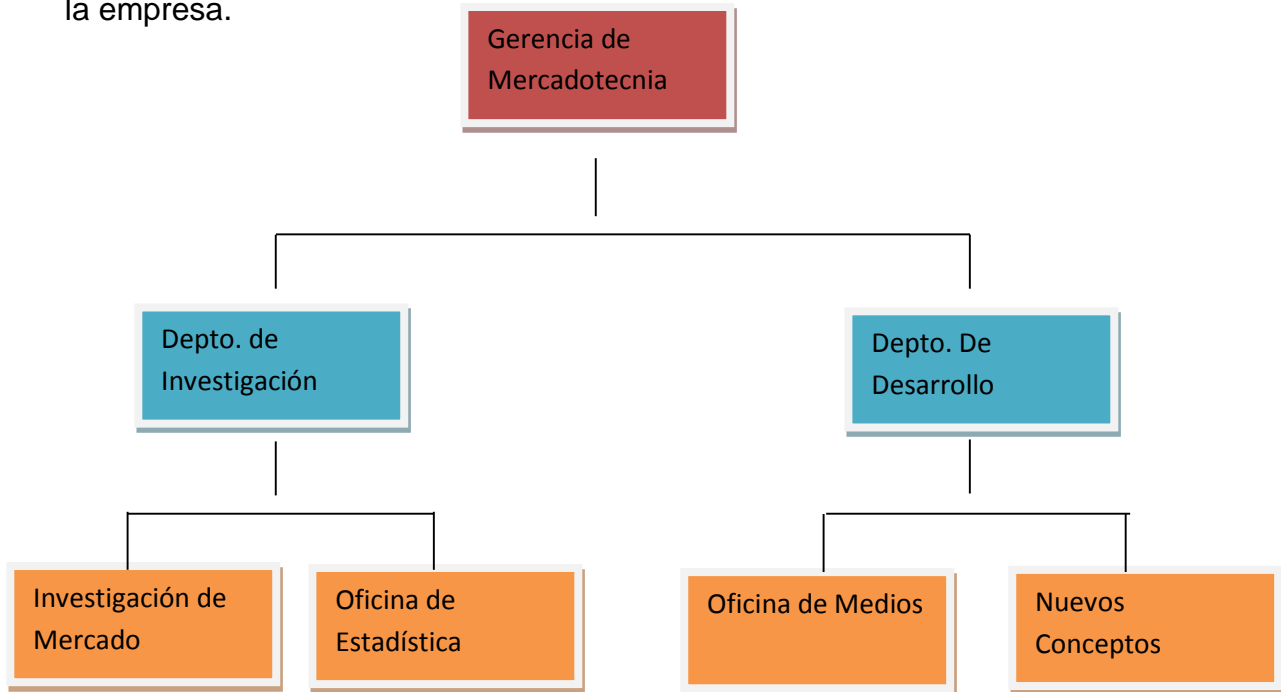 la empresa.
Gerencia de
Mercadotecnia
Depto. de
Investigación
Depto. De
Desarrollo
Investigación de
Mercado
Oficina de
Estadística
Oficina de Medios
Nuevos
Conceptos